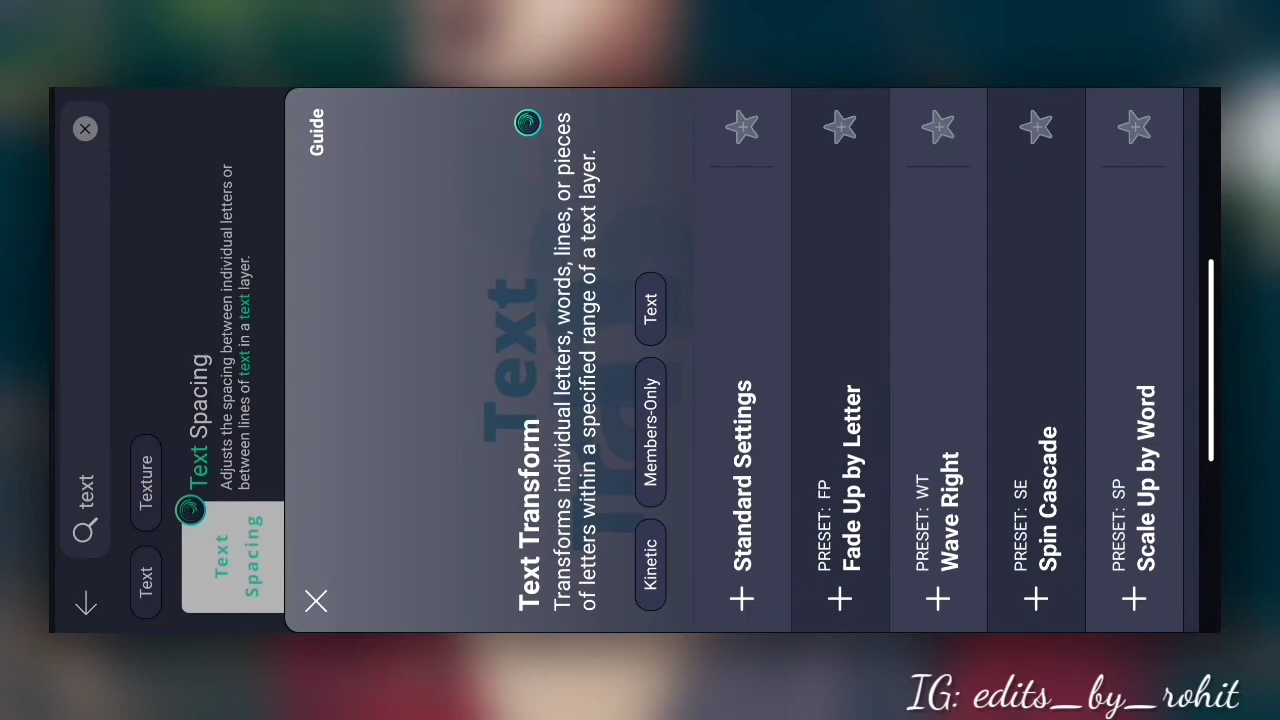 text
Text
Texture
Text
Spacing
Text Spacing
Adjusts the spacing between individual letters or
between lines of text in a text layer.
Guide
Text
Text Transform
Transforms individual letters, words, lines, or pieces
of letters within a specified range of a text layer.
Kinetic
Members-Only
Text
Standard Settings
PRESET: FP
Fade Up by Letter
PRESET: WT
Wave Right
PRESET: SE
Spin Cascade
PRESET: SP
Scale Up by Word
IG: edits_by_rohit